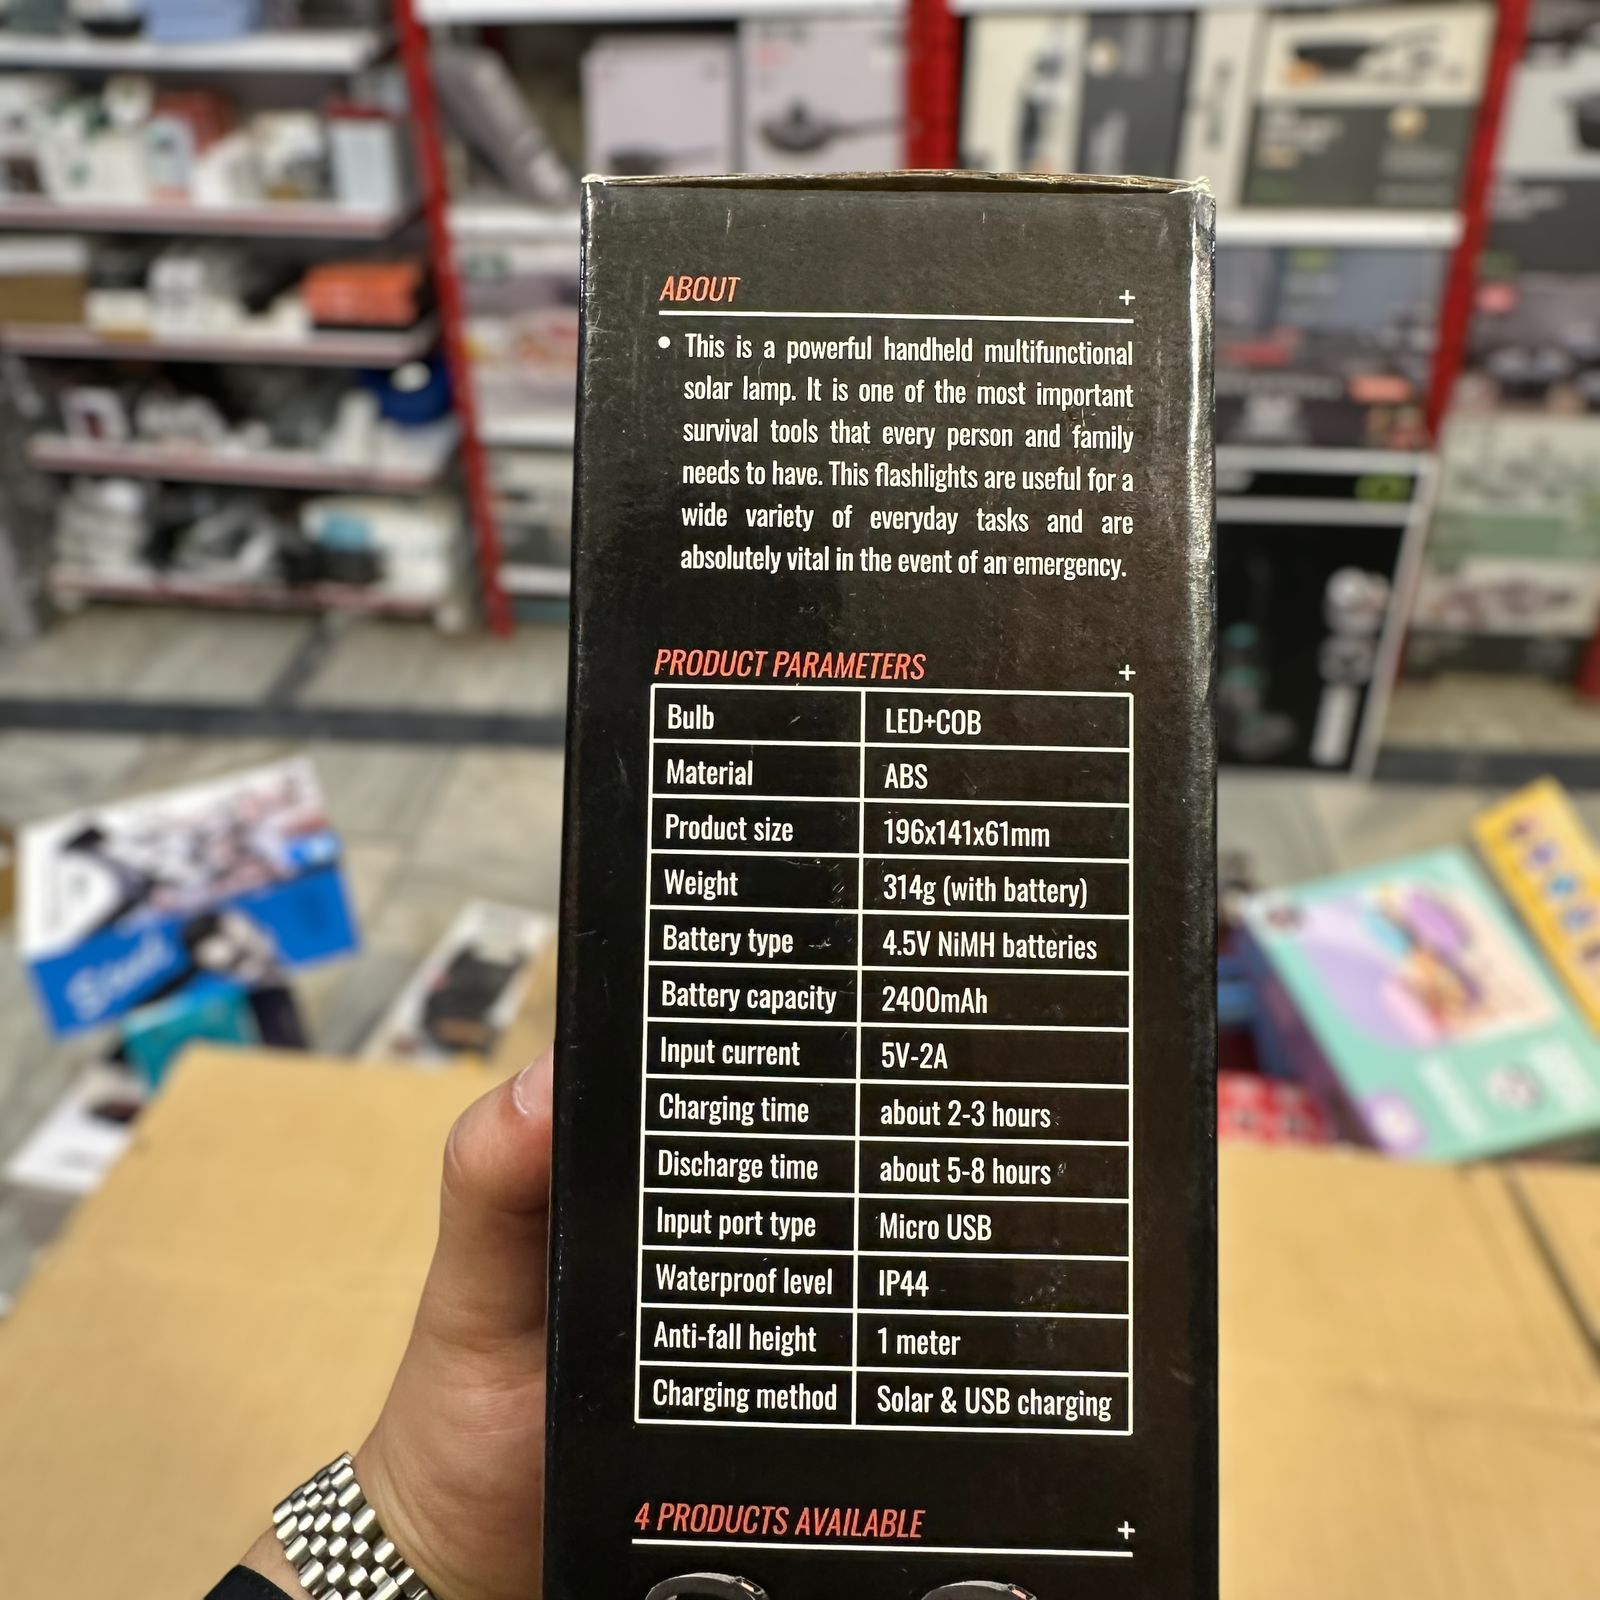 ABOUT +
• This is a powerful handheld multifunctional
solar lamp. It is one of the most important
survival tools that every person and family
needs to have. This flashlights are useful for a
wide variety of everyday tasks and are
absolutely vital in the event of an emergency.
PRODUCT PARAMETERS +
Bulb LED+COB
Material ABS
Product size 196x141x61mm
Weight 314g (with battery)
Battery type 4.5V NiMH batteries
Battery capacity 2400mAh
Input current 5V-2A
Charging time about 2-3 hours
Discharge time about 5-8 hours
Input port type Micro USB
Waterproof level IP44
Anti-fall height 1 meter
Charging method Solar & USB charging
4 PRODUCTS AVAILABLE +